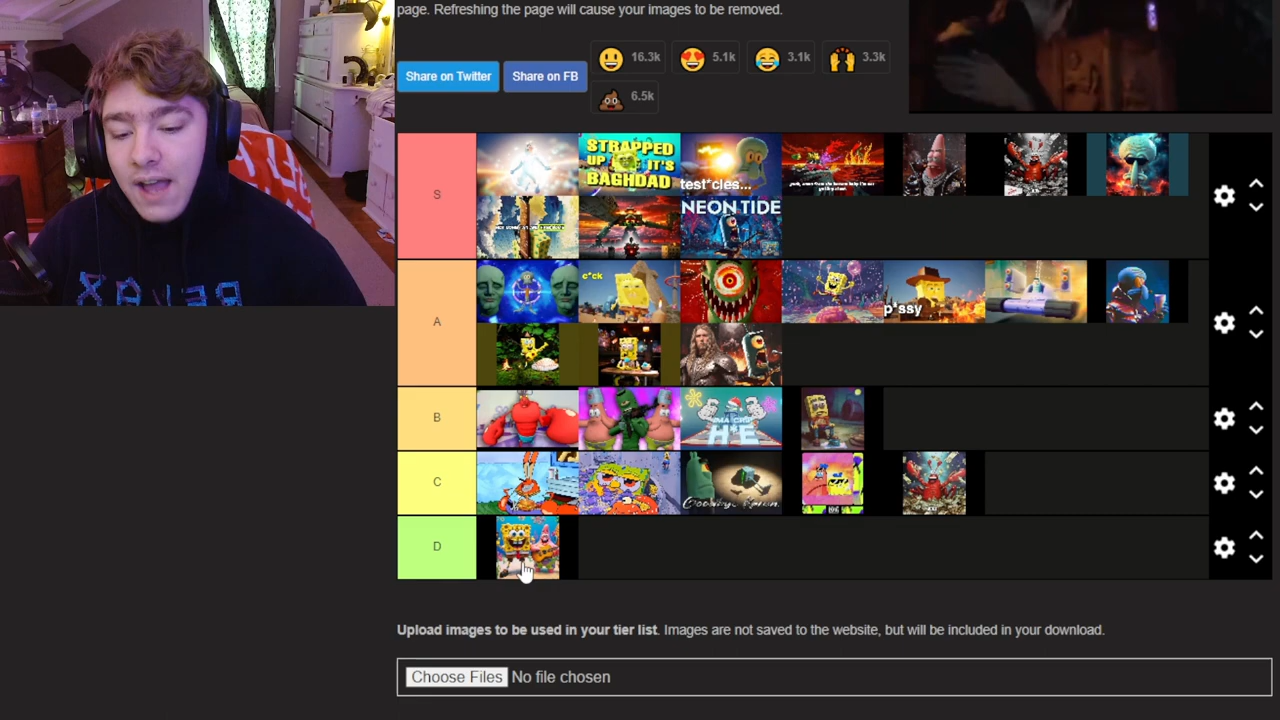 page. Refreshing the page will cause your images to be removed.
Share on Twitter
Share on FB
16.3k
5.1k
3.1k
3.3k
6.5k
S
STRAPPED
UP IT'S
BAGHDAD
test*cles...
NEON TIDE
A
c*ck
p*ssy
B
C
D
Upload images to be used in your tier list. Images are not saved to the website, but will be included in your download.
Choose Files No file chosen